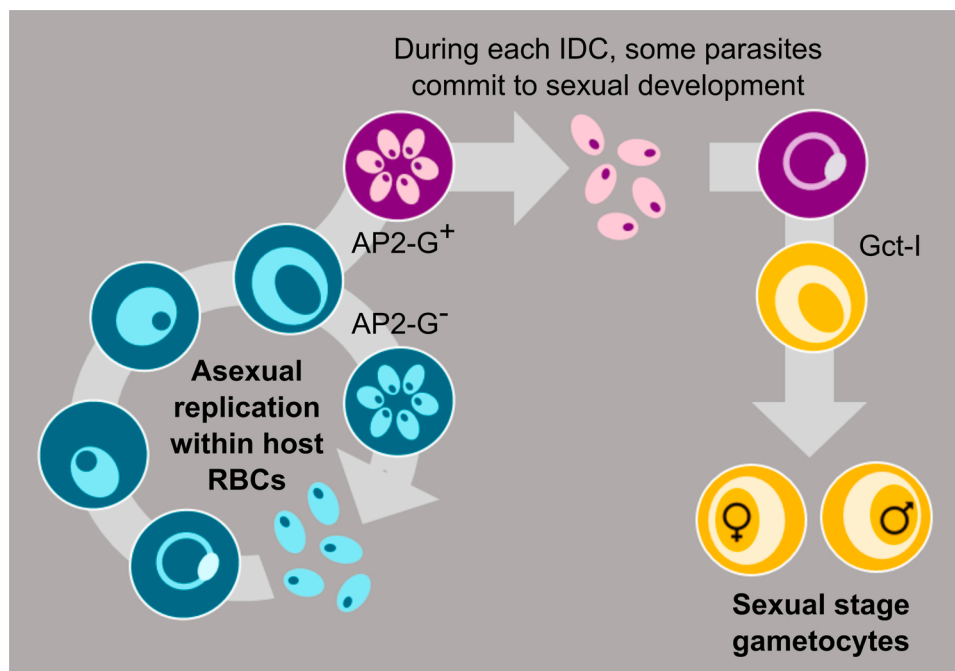 During each IDC, some parasites
commit to sexual development
AP2-G+
Gct-I
AP2-G-
Asexual
replication
within host
RBCs
♀
♂
Sexual stage
gametocytes